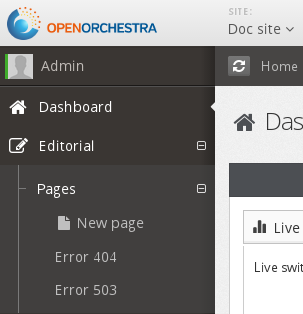 OPENORCHESTRA
SITE:
Doc site
Admin
Home
Dashboard
Editorial
Pages
New page
Error 404
Error 503
Das
Live
Live swit